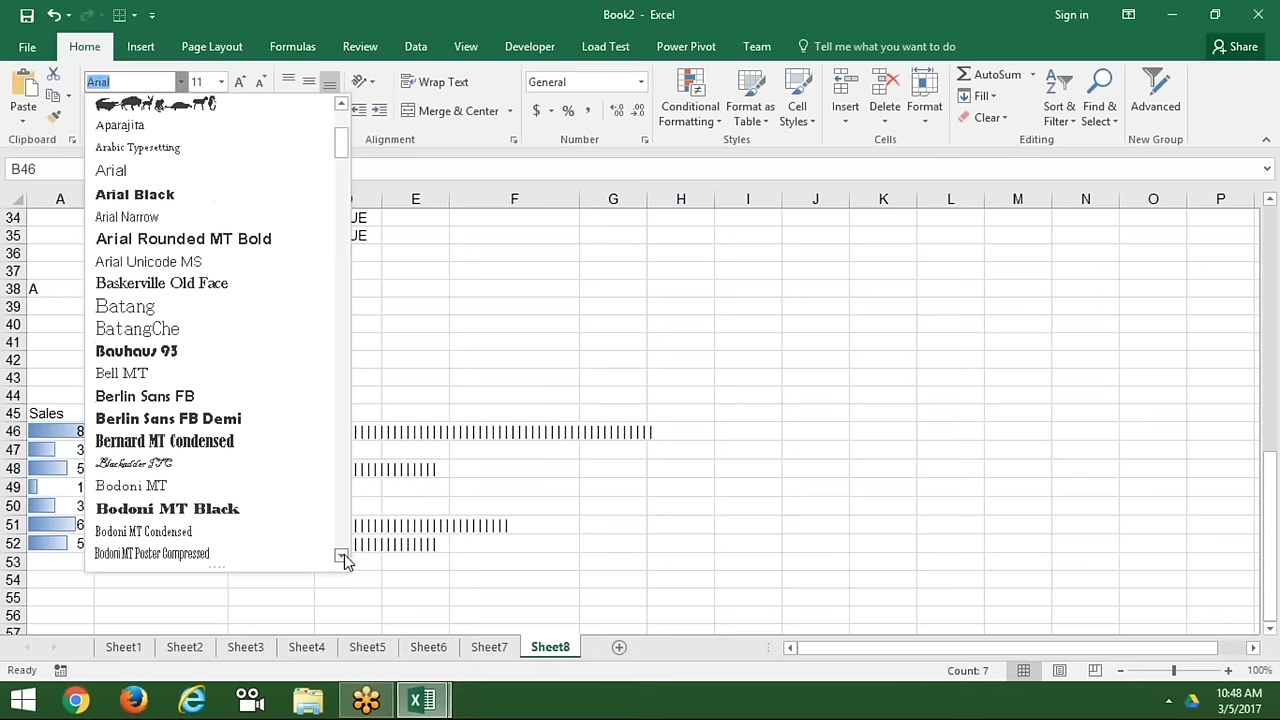 Book2 - Excel
Sign in
File Home Insert Page Layout Formulas Review Data View Developer Load Test Power Pivot Team Tell me what you want to do Share
Arial 11 Wrap Text General AutoSum
Paste Merge & Center $ % Conditional Formatting Format as Table Cell Styles Insert Delete Format Fill Clear Sort & Filter Find & Select Advanced
Clipboard Alignment Number Styles Cells Editing New Group
B46
A E F G H I J K L M N O P
34 UE
35 UE
36
37
38 A
39
40
41
42
43
44
45 Sales
46 8
47 3
48 5
49 1
50 3
51 6
52 5
53
54
55
56
57
Aparajita
Arabic Typesetting
Arial
Arial Black
Arial Narrow
Arial Rounded MT Bold
Arial Unicode MS
Baskerville Old Face
Batang
BatangChe
Bauhaus 93
Bell MT
Berlin Sans FB
Berlin Sans FB Demi
Bernard MT Condensed
Blackadder ITC
Bodoni MT
Bodoni MT Black
Bodoni MT Condensed
Bodoni MT Poster Compressed
Sheet1 Sheet2 Sheet3 Sheet4 Sheet5 Sheet6 Sheet7 Sheet8
Ready Count: 7 100%
10:48 AM
3/5/2017